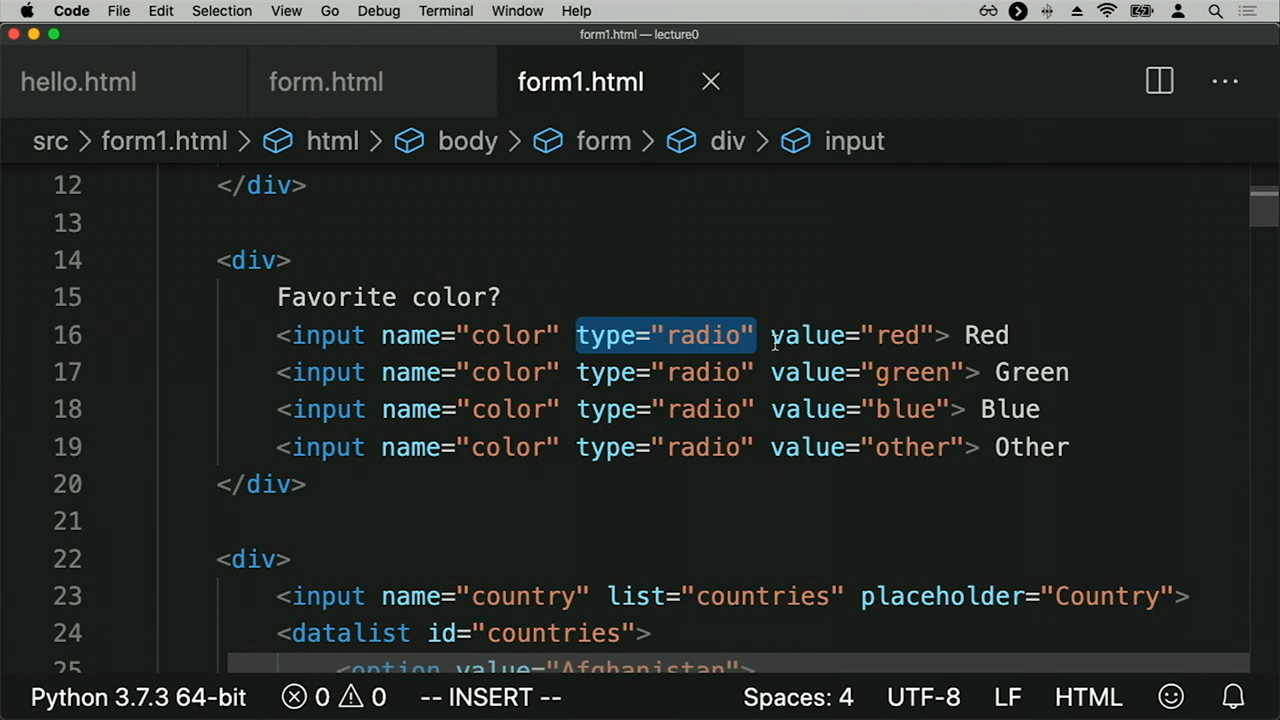 Code File Edit Selection View Go Debug Terminal Window Help
form1.html — lecture0
hello.html form.html form1.html
src > form1.html > html > body > form > div > input
12 </div>
13
14 <div>
15 Favorite color?
16 <input name="color" type="radio" value="red"> Red
17 <input name="color" type="radio" value="green"> Green
18 <input name="color" type="radio" value="blue"> Blue
19 <input name="color" type="radio" value="other"> Other
20 </div>
21
22 <div>
23 <input name="country" list="countries" placeholder="Country">
24 <datalist id="countries">
25 <option value="Afghanistan">
Python 3.7.3 64-bit 0 0 -- INSERT -- Spaces: 4 UTF-8 LF HTML